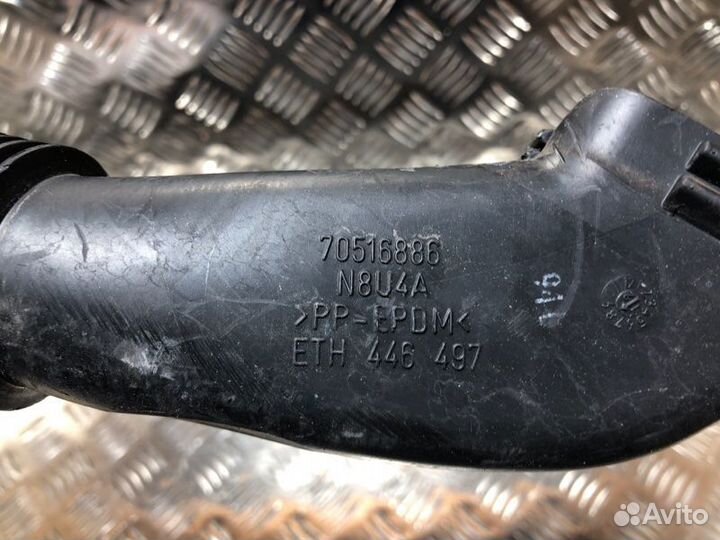 70516886
N8U4A
>PP-EPDM<
ETH 446 497
Avito